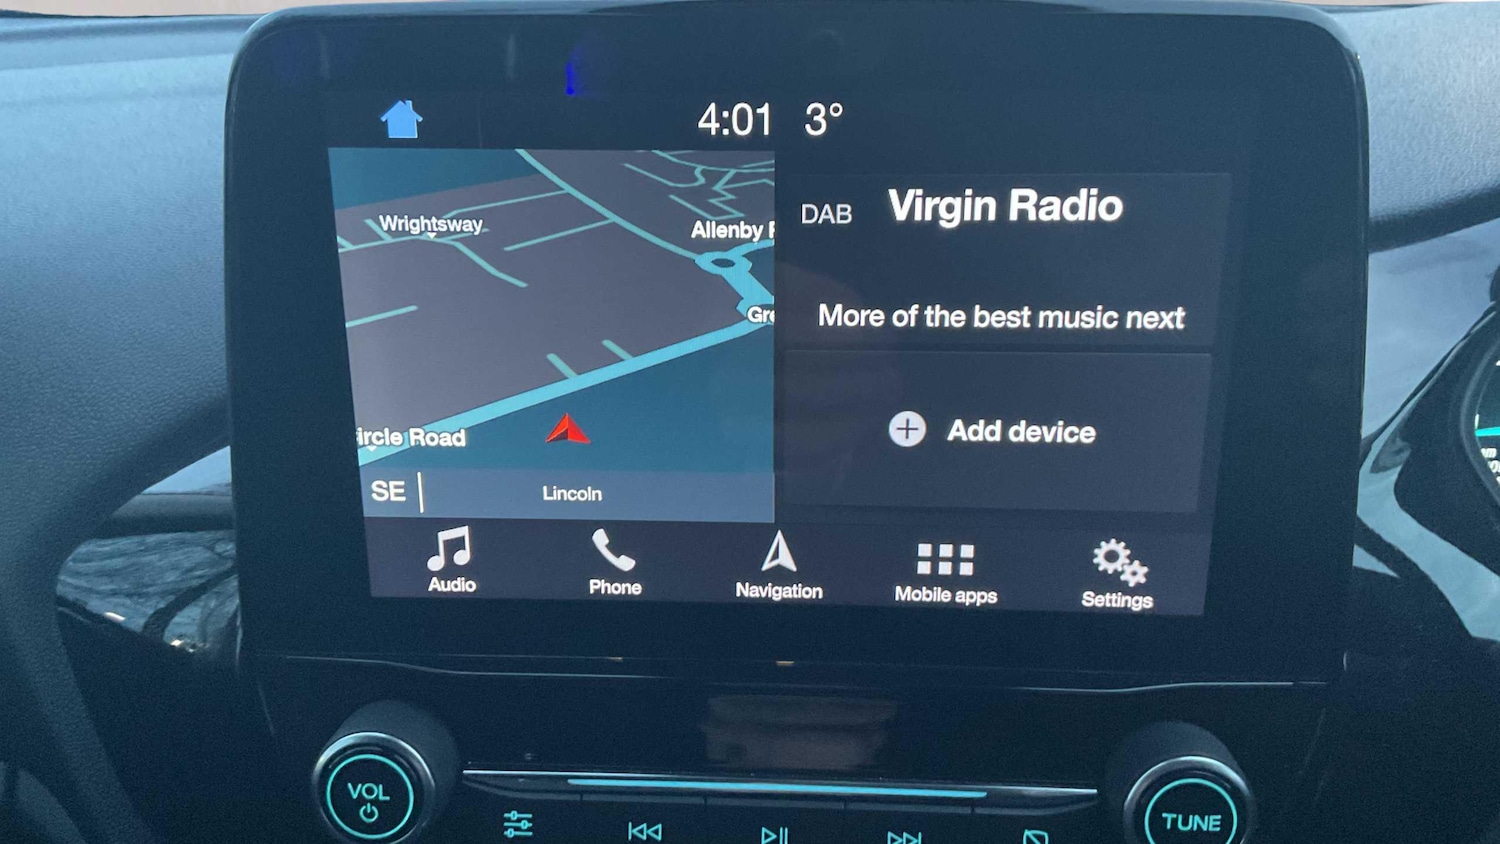 4:01 3°
Wrightsway
Allenby
DAB Virgin Radio
More of the best music next
Road
Add device
SE
Lincoln
Audio
Phone
Navigation
Mobile apps
Settings
VOL
TUNE